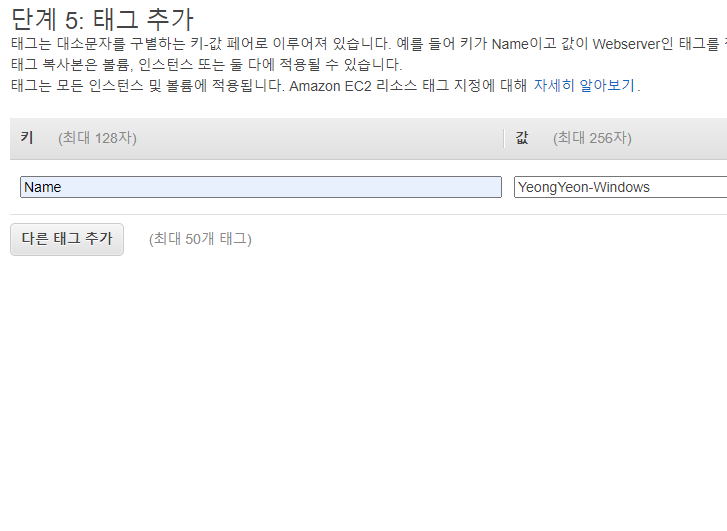 단계 5: 태그 추가
태그는 대소문자를 구별하는 키-값 페어로 이루어져 있습니다. 예를 들어 키가 Name이고 값이 Webserver인 태그를
태그 복사본은 볼륨, 인스턴스 또는 둘 다에 적용될 수 있습니다.
태그는 모든 인스턴스 및 볼륨에 적용됩니다. Amazon EC2 리소스 태그 지정에 대해 자세히 알아보기.
키 (최대 128자) 값 (최대 256자)
Name YeongYeon-Windows
다른 태그 추가 (최대 50개 태그)